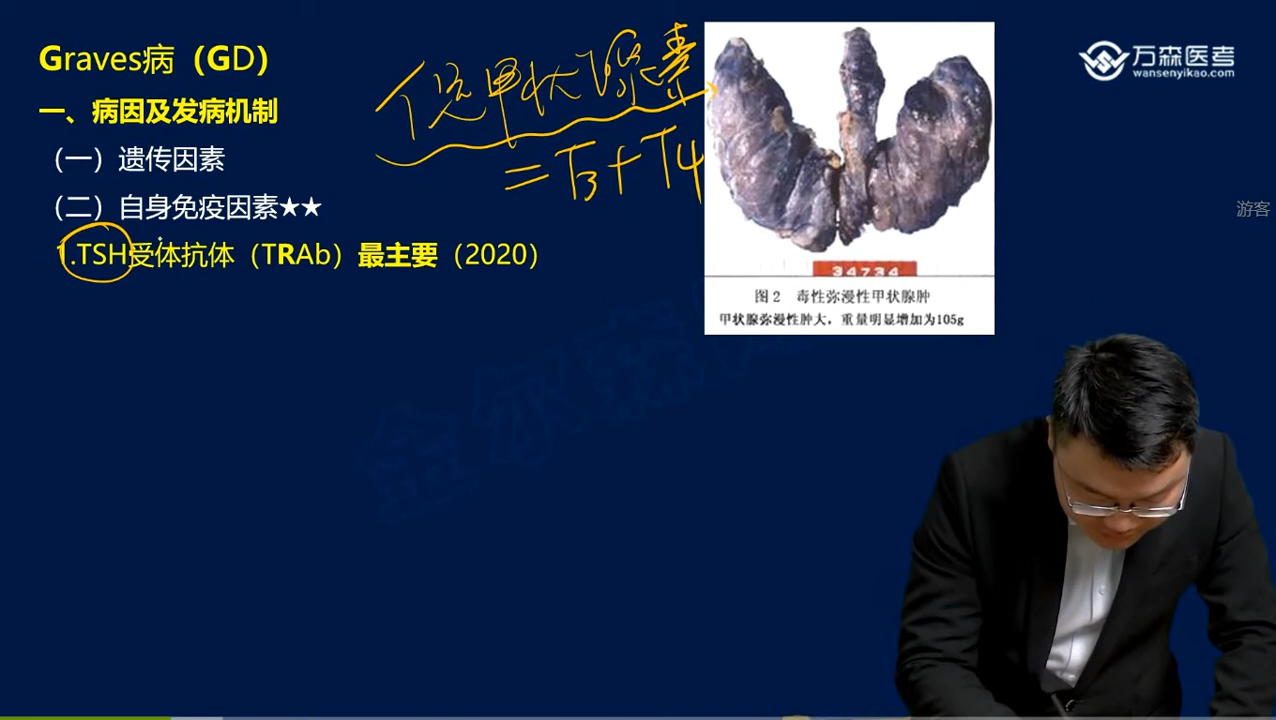 Graves病（GD）
一、病因及发病机制
（一）遗传因素
（二）自身免疫因素★★
1.TSH受体抗体（TRAb）最主要（2020）
促甲状腺素
=T3+T4
34734
图2 毒性弥漫性甲状腺肿
甲状腺弥漫性肿大，重量明显增加为105g
万森医考
wansenyikao.com
游客